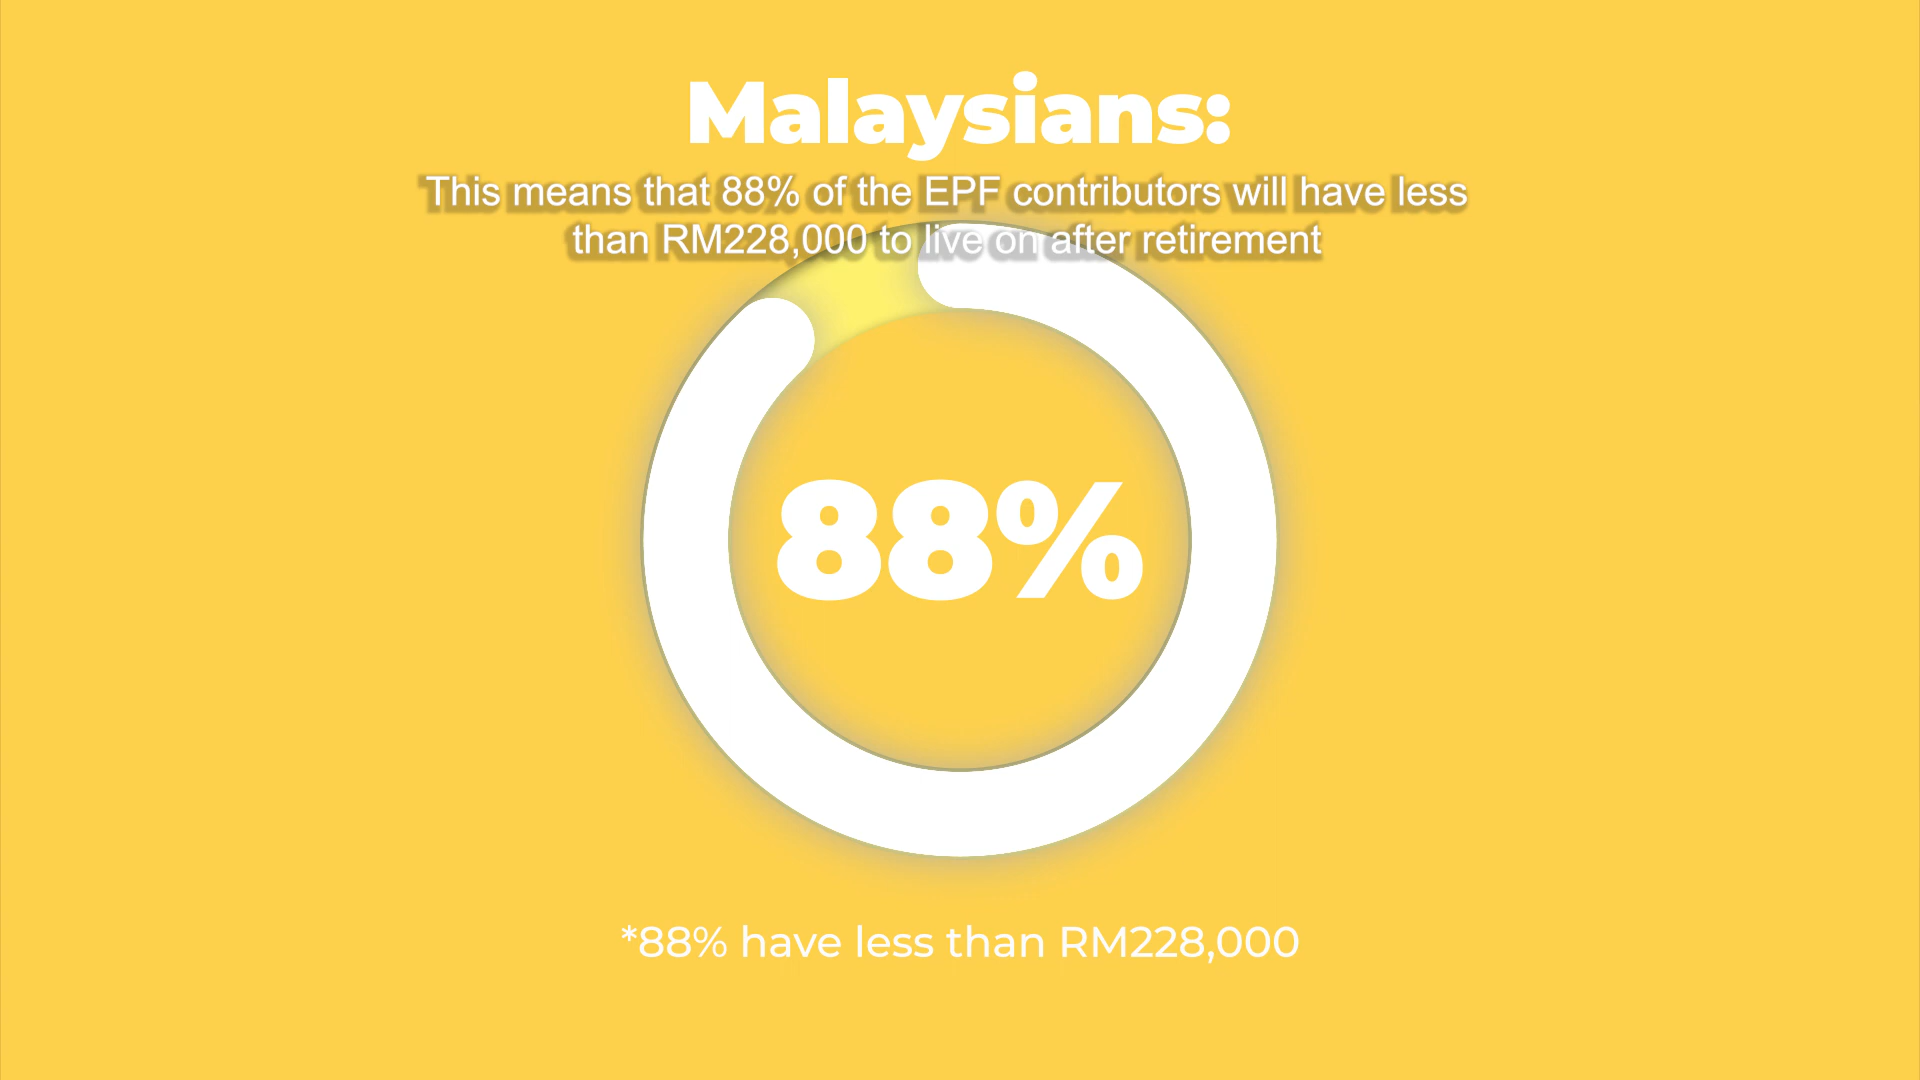 Malaysians:
This means that 88% of the EPF contributors will have less
than RM228,000 to live on after retirement
88%
*88% have less than RM228,000